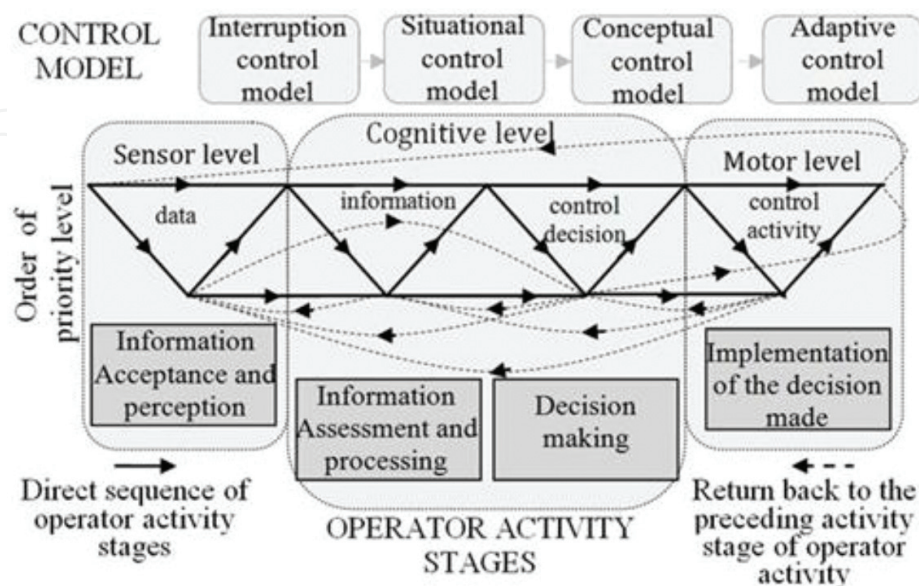 CONTROL
MODEL
Interruption
control
model
Situational
control
model
Conceptual
control
model
Adaptive
control
model
Sensor level
Cognitive level
Motor level
Order of
priority level
data
information
control
decision
control
activity
Information
Acceptance and
perception
Information
Assessment and
processing
Decision
making
Implementation
of the decision
made
Direct sequence of
operator activity
stages
OPERATOR ACTIVITY
STAGES
Return back to the
preceding activity
stage of operator
activity